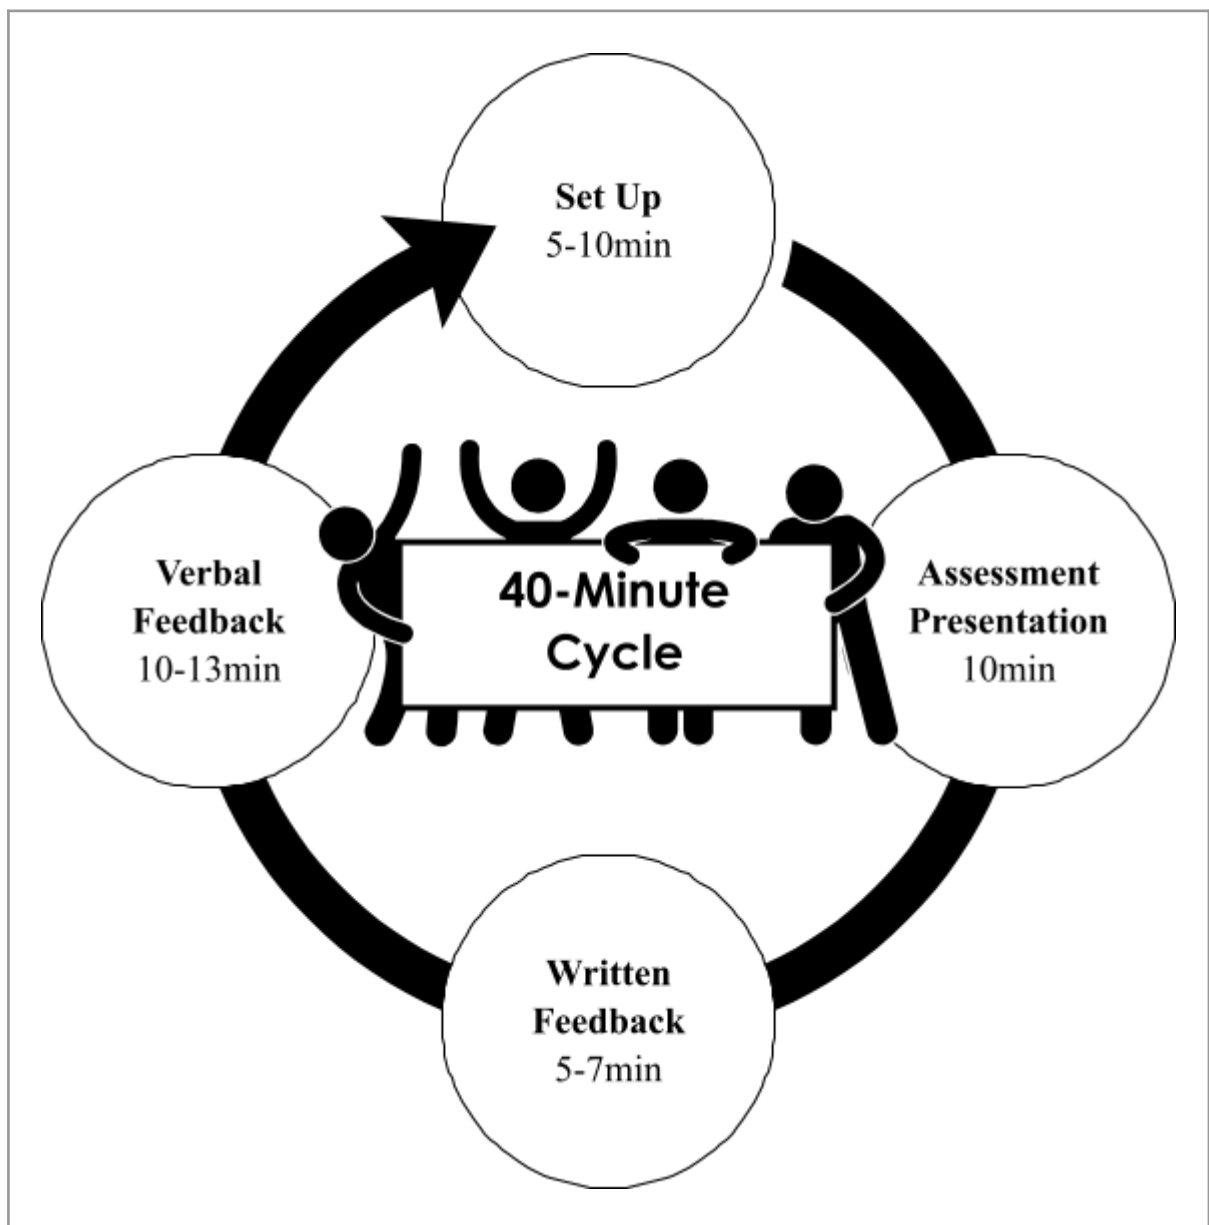 Set Up
5-10min
Assessment
Presentation
10min
Written
Feedback
5-7min
Verbal
Feedback
10-13min
40-Minute
Cycle